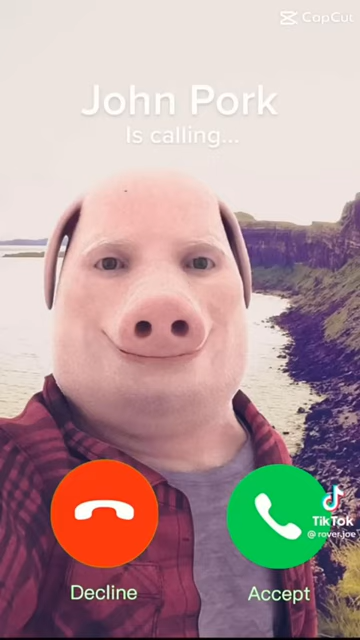 CapCut
John Pork
Is calling...
TikTok
@ rover.joe
Decline
Accept